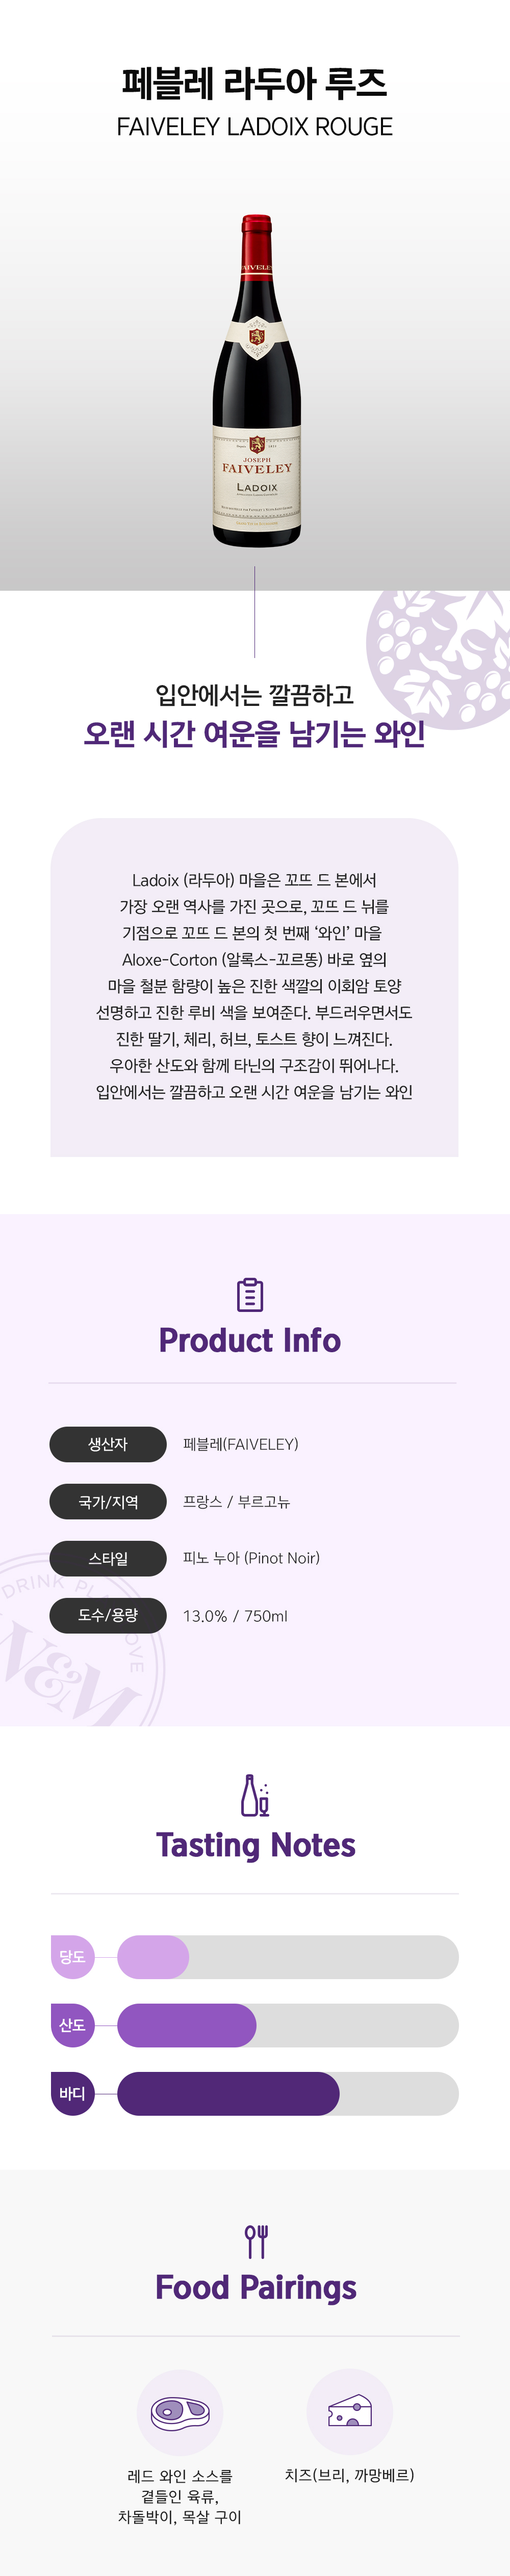 페블레 라두아 루즈
FAIVELEY LADOIX ROUGE
FAIVELEY
JOSEPH
FAIVELEY
LADOIX
입안에서는 깔끔하고
오랜 시간 여운을 남기는 와인
Ladoix (라두아) 마을은 꼬뜨 드 본에서
가장 오랜 역사를 가진 곳으로, 꼬뜨 드 뉘를
기점으로 꼬뜨 드 본의 첫 번째 ‘와인’ 마을
Aloxe-Corton (알록스-꼬르똥) 바로 옆의
마을 철분 함량이 높은 진한 색깔의 이회암 토양
선명하고 진한 루비 색을 보여준다. 부드러우면서도
진한 딸기, 체리, 허브, 토스트 향이 느껴진다.
우아한 산도와 함께 타닌의 구조감이 뛰어나다.
입안에서는 깔끔하고 오랜 시간 여운을 남기는 와인
Product Info
생산자 페블레(FAIVELEY)
국가/지역 프랑스 / 부르고뉴
스타일 피노 누아 (Pinot Noir)
도수/용량 13.0% / 750ml
DRINK
W&M
Tasting Notes
당도
산도
바디
Food Pairings
레드 와인 소스를
곁들인 육류,
차돌박이, 목살 구이
치즈(브리, 까망베르)